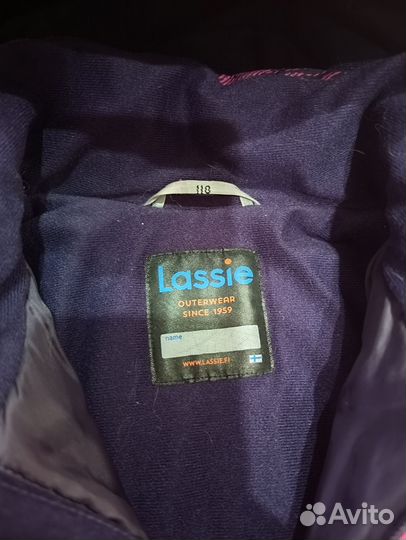 118
Lassie
OUTERWEAR
SINCE 1959
name
WWW.LASSIE.FI
Avito